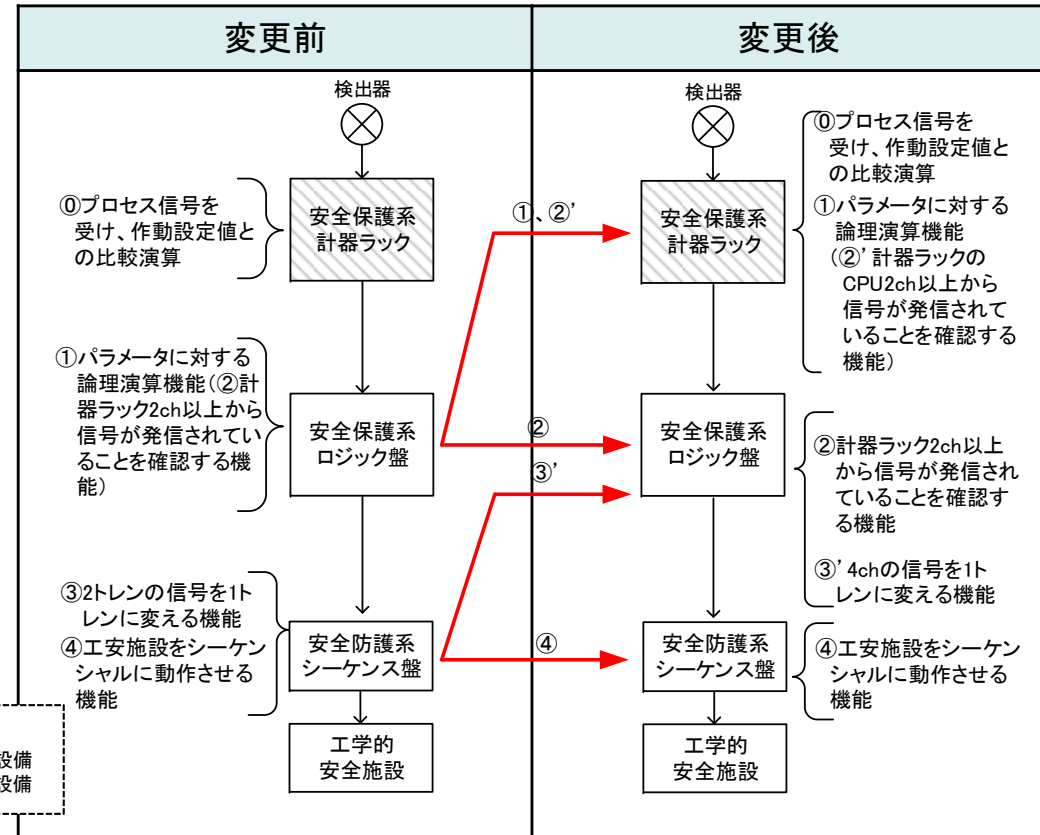 変更前
変更後
検出器
⓪プロセス信号を
受け、作動設定値と
の比較演算
安全保護系
計器ラック
①パラメータに対する
論理演算機能(②計
器ラック2ch以上から
信号が発信されてい
ることを確認する機
能)
安全保護系
ロジック盤
③2トレンの信号を1ト
レンに変える機能
④工安施設をシーケン
シャルに動作させる
機能
安全防護系
シーケンス盤
工学的
安全施設
設備
設備
①、②’
②
③’
④
検出器
安全保護系
計器ラック
⓪プロセス信号を
受け、作動設定値と
の比較演算
①パラメータに対する
論理演算機能
(②’計器ラックの
CPU2ch以上から
信号が発信されて
いることを確認する
機能)
安全保護系
ロジック盤
②計器ラック2ch以上
から信号が発信され
ていることを確認す
る機能
③’4chの信号を1ト
レンに変える機能
安全防護系
シーケンス盤
④工安施設をシーケン
シャルに動作させる
機能
工学的
安全施設